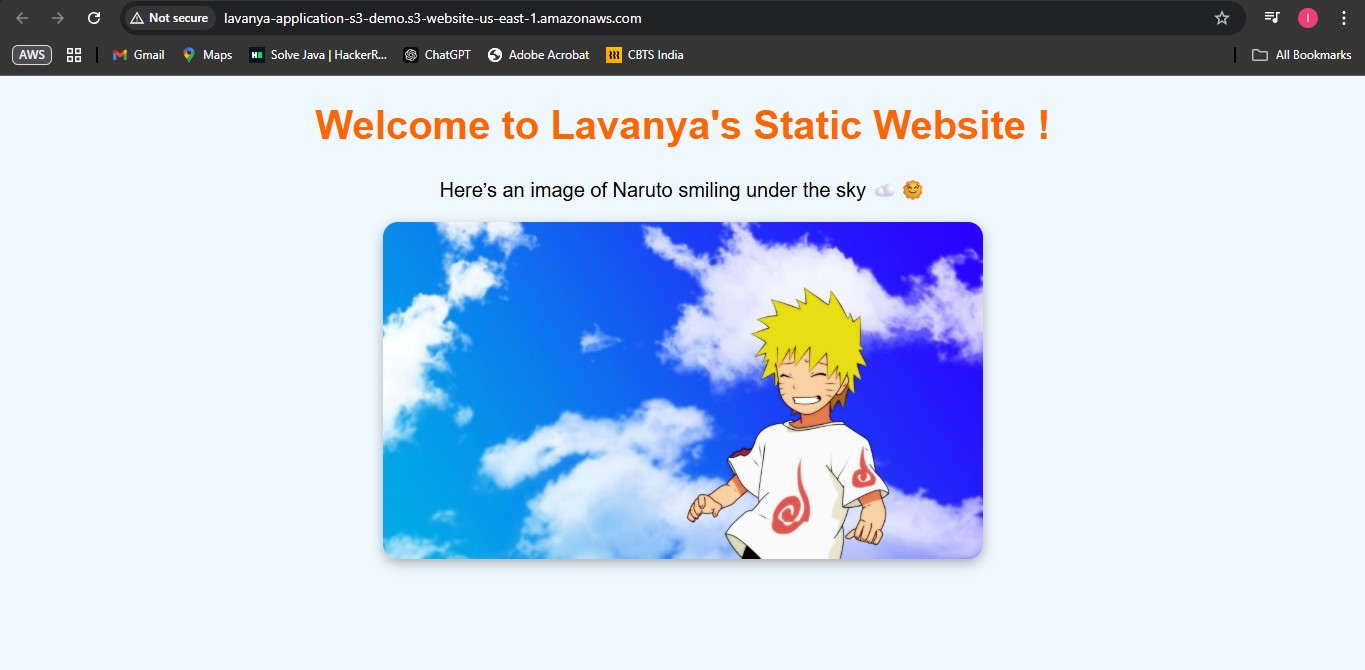 Not secure lavanya-application-s3-demo.s3-website-us-east-1.amazonaws.com I
AWS Gmail Maps Solve Java | HackerR... ChatGPT Adobe Acrobat CBTS India All Bookmarks
Welcome to Lavanya's Static Website !
Here’s an image of Naruto smiling under the sky ☁️ 🌞